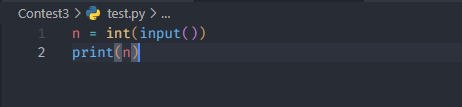 Contest3 > test.py > ...
1 n = int(input())
2 print(n)